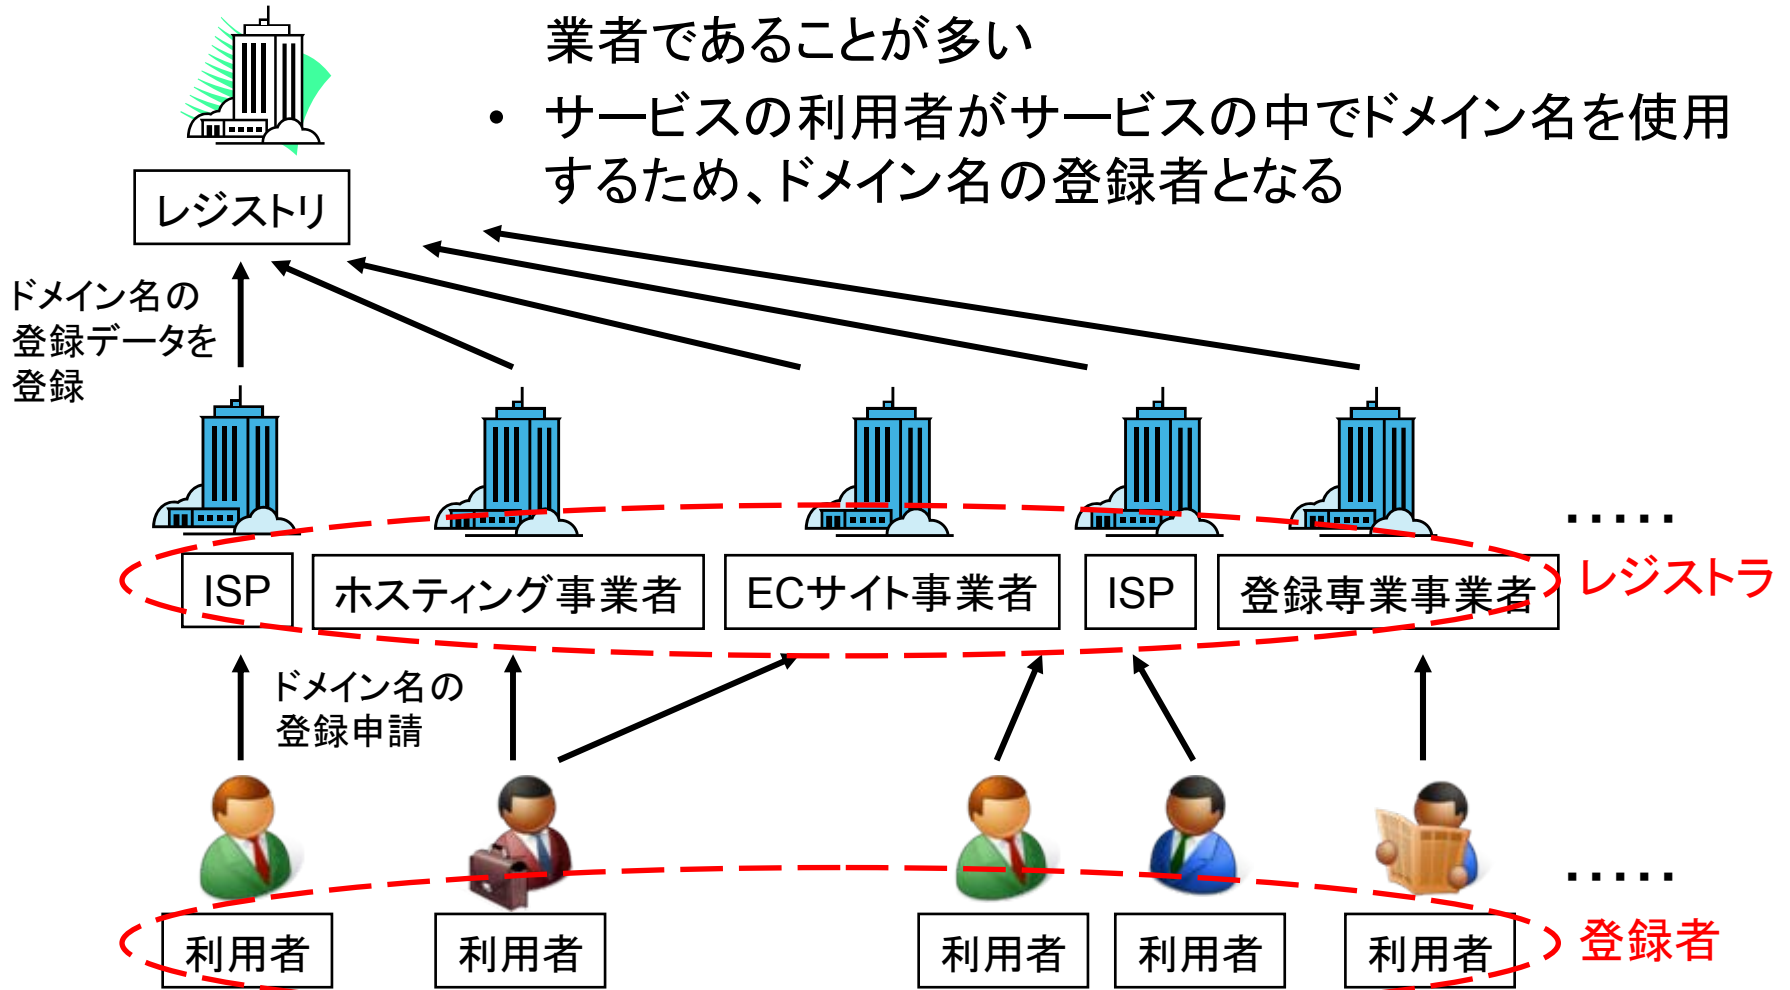 業者であることが多い
• サービスの利用者がサービスの中でドメイン名を使用
するため、ドメイン名の登録者となる
レジストリ
ドメイン名の
登録データを
登録
.....
ISP
ホスティング事業者
ECサイト事業者
ISP
登録専業事業者
レジストラ
ドメイン名の
登録申請
.....
利用者
利用者
利用者
利用者
利用者
登録者